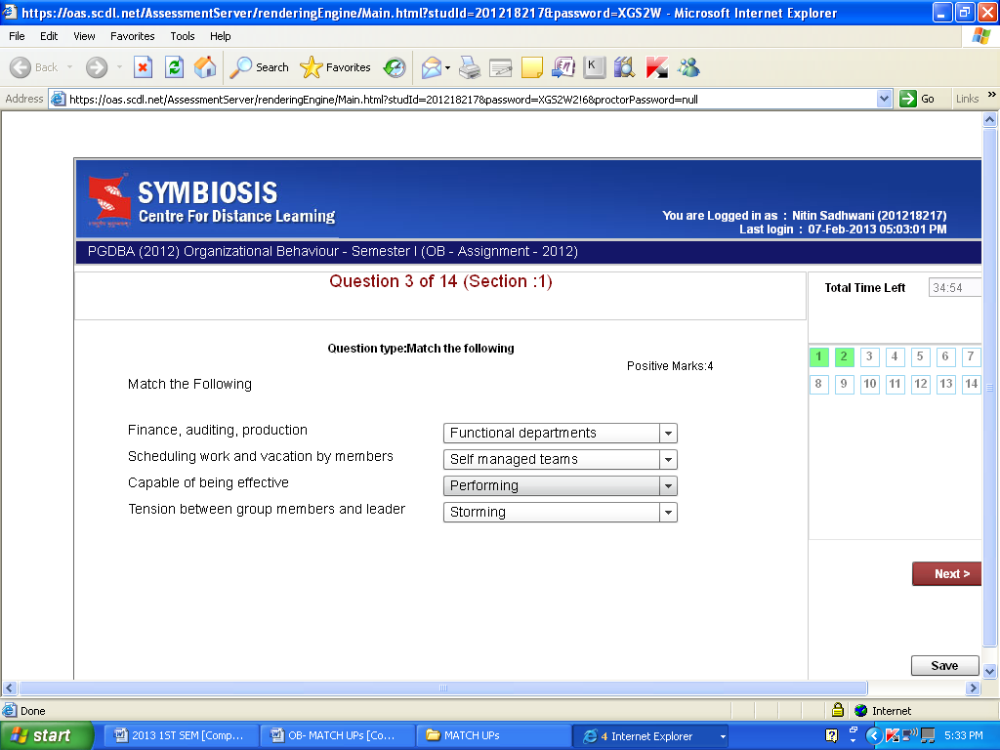 https://oas.scdl.net/AssessmentServer/renderingEngine/Main.html?studId=201218217&password=XGS2W - Microsoft Internet Explorer
File Edit View Favorites Tools Help
Back Search Favorites
Address https://oas.scdl.net/AssessmentServer/renderingEngine/Main.html?studId=201218217&password=XGS2W2!6&proctorPassword=null Go Links »
SYMBIOSIS
Centre For Distance Learning
You are Logged in as : Nitin Sadhwani (201218217)
Last login : 07-Feb-2013 05:03:01 PM
PGDBA (2012) Organizational Behaviour - Semester I (OB - Assignment - 2012)
Question 3 of 14 (Section :1)
Total Time Left 34:54
Question type:Match the following
Positive Marks:4
1 2 3 4 5 6 7
8 9 10 11 12 13 14
Match the Following
Finance, auditing, production Functional departments
Scheduling work and vacation by members Self managed teams
Capable of being effective Performing
Tension between group members and leader Storming
Next >
Save
Done Internet
start 2013 1ST SEM [Comp... OB- MATCH UPs [Co... MATCH UPs 4 Internet Explorer 5:33 PM